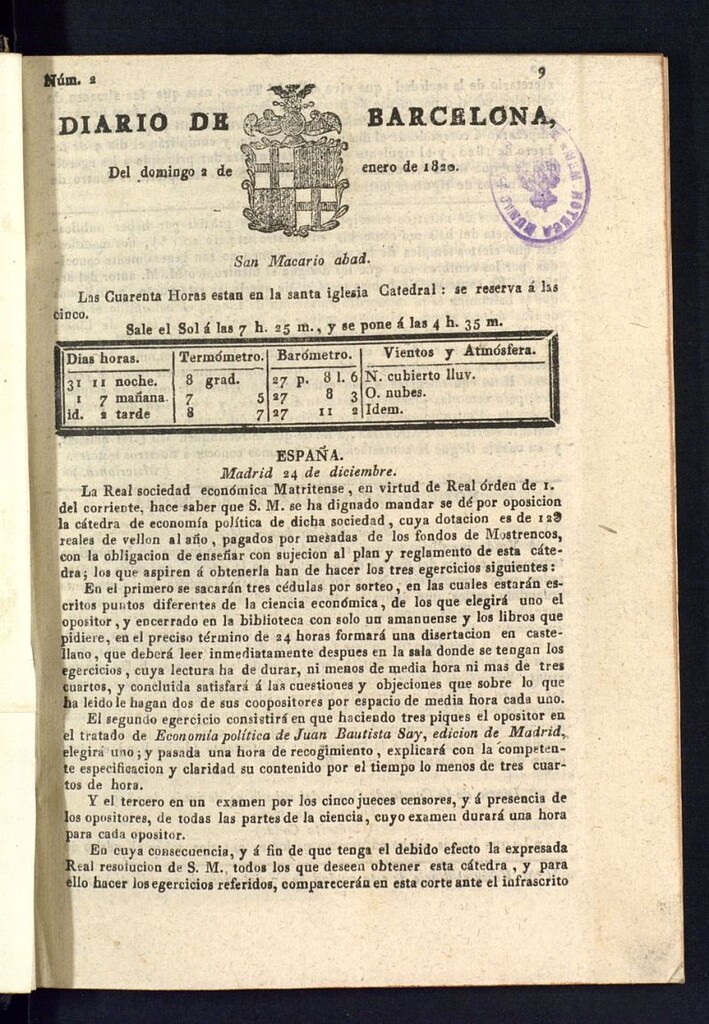 Núm. 2 9
DIARIO DE BARCELONA,
Del domingo 2 de enero de 1820.
San Macario abad.
Las Cuarenta Horas estan en la santa iglesia Catedral : se reserva á las
cinco.
Sale el Sol á las 7 h. 25 m., y se pone á las 4 h. 35 m.
Dias horas. Termómetro. Barómetro. Vientos y Atmósfera.
31 11 noche. 8 grad. 27 p. 8 l. 6 N. cubierto lluv.
1 7 mañana. 7 5 27 8 3 O. nubes.
id. 2 tarde 8 7 27 11 2 Idem.
ESPAÑA.
Madrid 24 de diciembre.
La Real sociedad económica Matritense, en virtud de Real órden de 1.
del corriente, hace saber que S. M. se ha dignado mandar se dé por oposicion
la cátedra de economía política de dicha sociedad, cuya dotacion es de
reales de vellon al año, pagados por mesadas de los fondos de Mostrencos,
con la obligacion de enseñar con sujecion al plan y reglamento de esta cáte-
dra; los que aspiren á obtenerla han de hacer los tres egercicios siguientes:
En el primero se sacarán tres cédulas por sorteo, en las cuales estarán es-
critos puntos diferentes de la ciencia económica, de los que elegirá uno el
opositor, y encerrado en la biblioteca con solo un amanuense y los libros que
pidiere, en el preciso término de 24 horas formará una disertacion en caste-
llano, que deberá leer inmediatamente despues en la sala donde se tengan los
egercicios, cuya lectura ha de durar, ni menos de media hora ni mas de tres
cuartos, y concluida satisfará á las cuestiones y objeciones que sobre lo que
ha leido le hagan dos de sus coopositores por espacio de media hora cada uno.
El segundo egercicio consistirá en que haciendo tres piques el opositor en
el tratado de Economía política de Juan Bautista Say, edicion de Madrid,
elegirá uno; y pasada una hora de recogimiento, explicará con la competen-
te especificacion y claridad su contenido por el tiempo lo menos de tres cuar-
tos de hora.
Y el tercero en un examen por los cinco jueces censores, y á presencia de
los opositores, de todas las partes de la ciencia, cuyo examen durará una hora
para cada opositor.
En cuya consecuencia, y á fin de que tenga el debido efecto la expresada
Real resolucion de S. M., todos los que deseen obtener esta cátedra, y para
ello hacer los egercicios referidos, comparecerán en esta corte ante el infrascrito